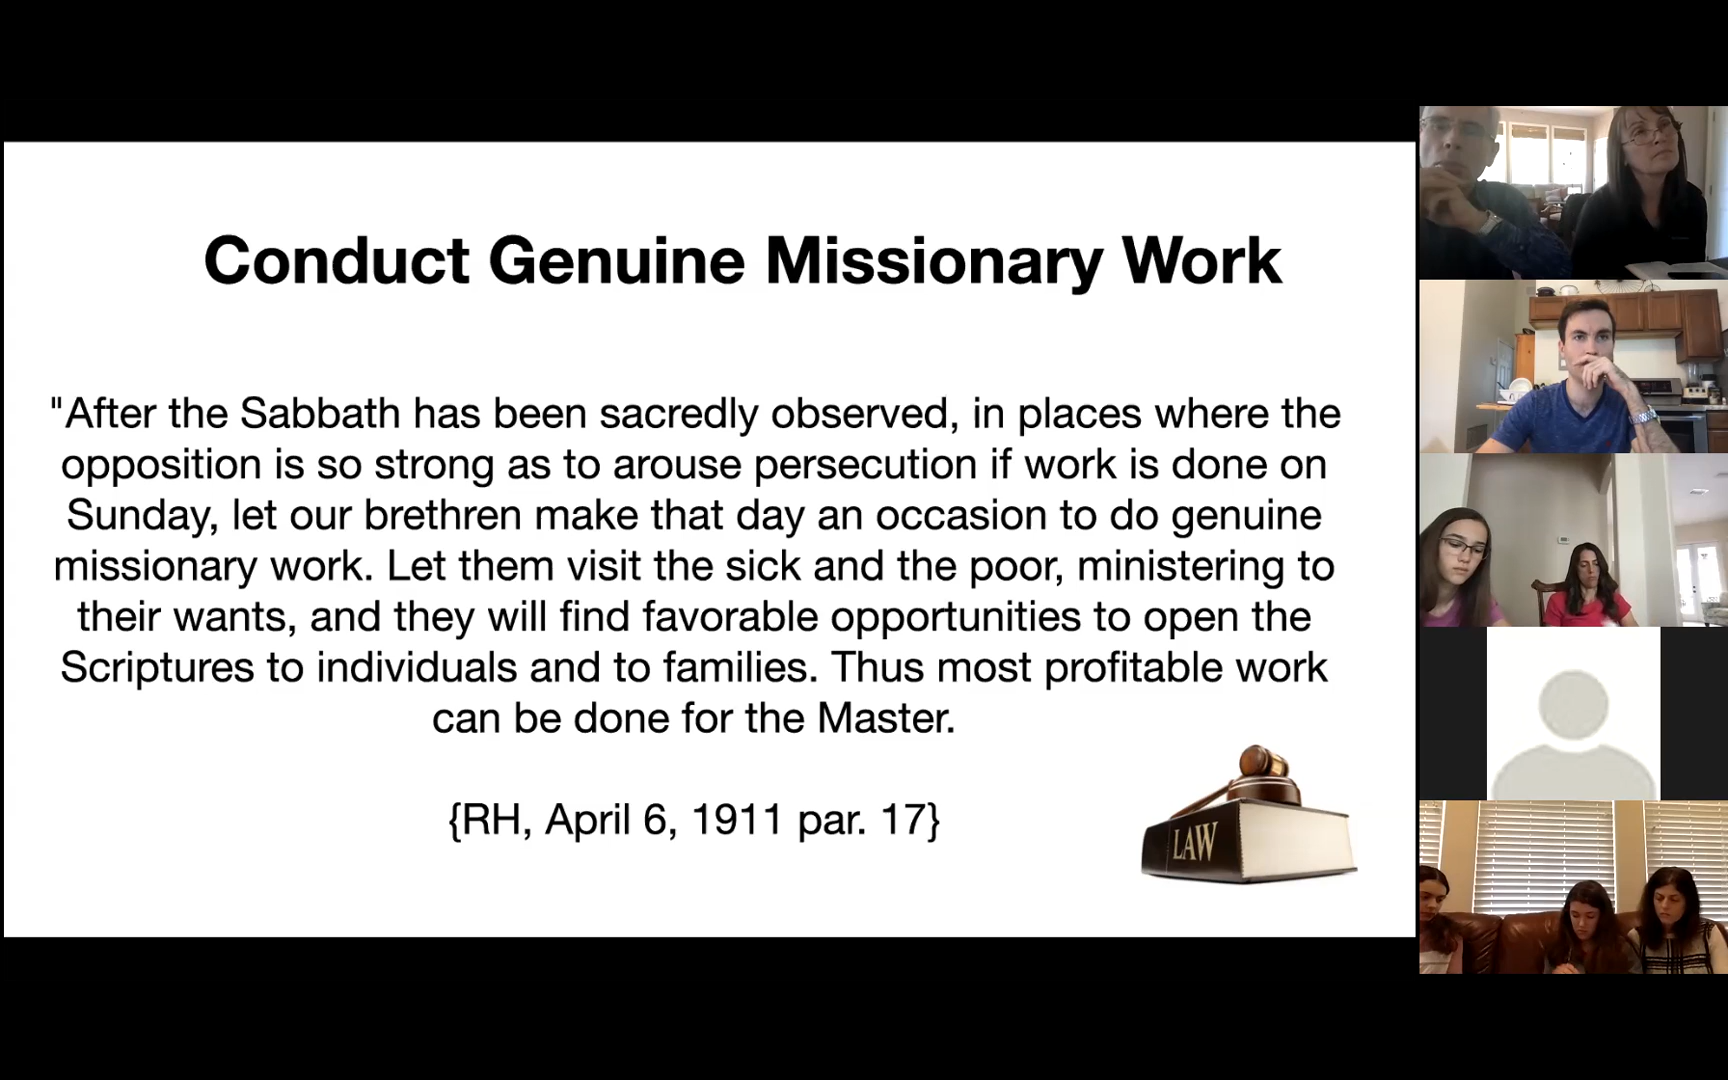 Conduct Genuine Missionary Work
"After the Sabbath has been sacredly observed, in places where the
opposition is so strong as to arouse persecution if work is done on
Sunday, let our brethren make that day an occasion to do genuine
missionary work. Let them visit the sick and the poor, ministering to
their wants, and they will find favorable opportunities to open the
Scriptures to individuals and to families. Thus most profitable work
can be done for the Master.
{RH, April 6, 1911 par. 17}
LAW